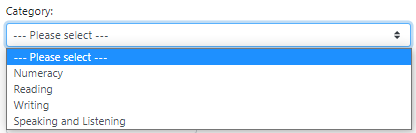 Category:
--- Please select ---
--- Please select ---
Numeracy
Reading
Writing
Speaking and Listening